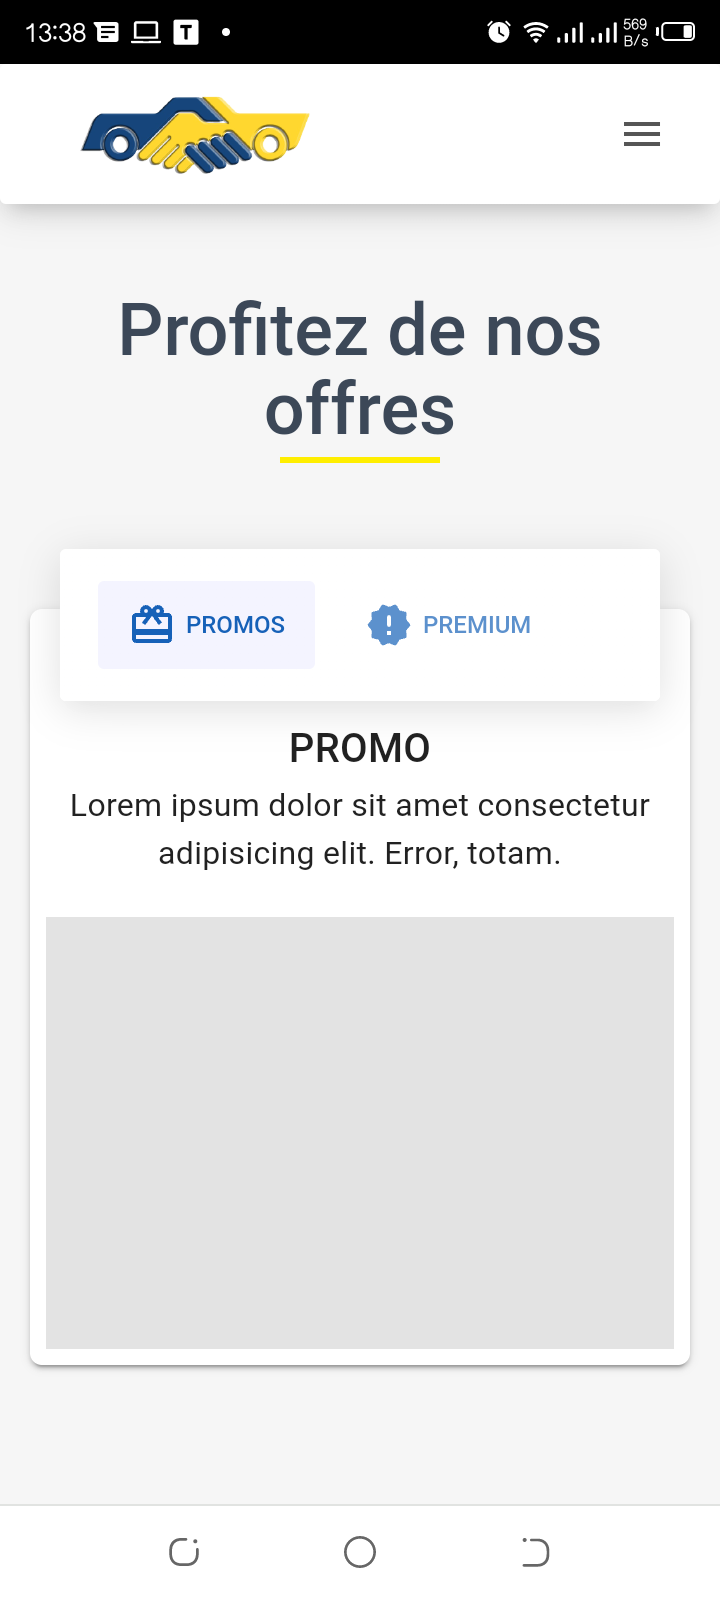 13:38 T 569
B/s
Profitez de nos
offres
PROMOS PREMIUM
PROMO
Lorem ipsum dolor sit amet consectetur
adipisicing elit. Error, totam.